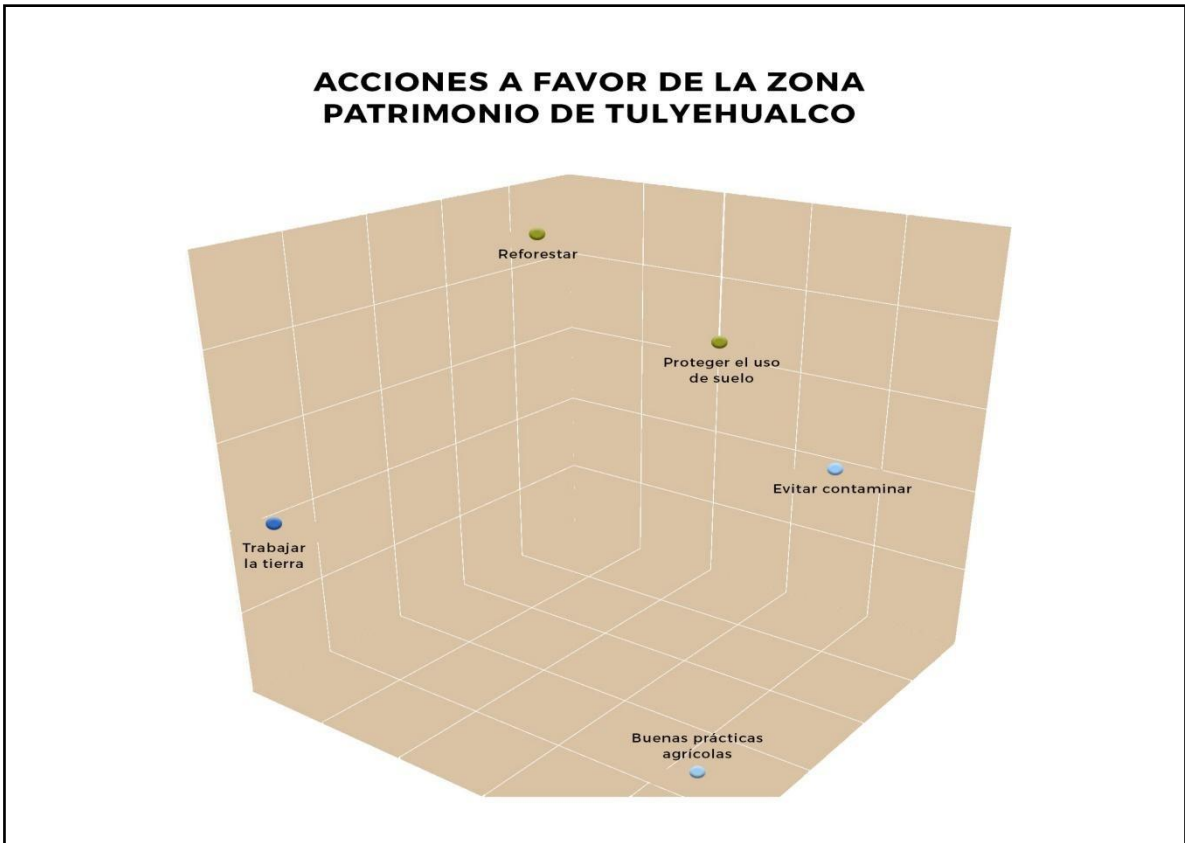 ACCIONES A FAVOR DE LA ZONA
PATRIMONIO DE TULYEHUALCO
Reforestar
Proteger el uso
de suelo
Evitar contaminar
Trabajar
la tierra
Buenas prácticas
agrícolas